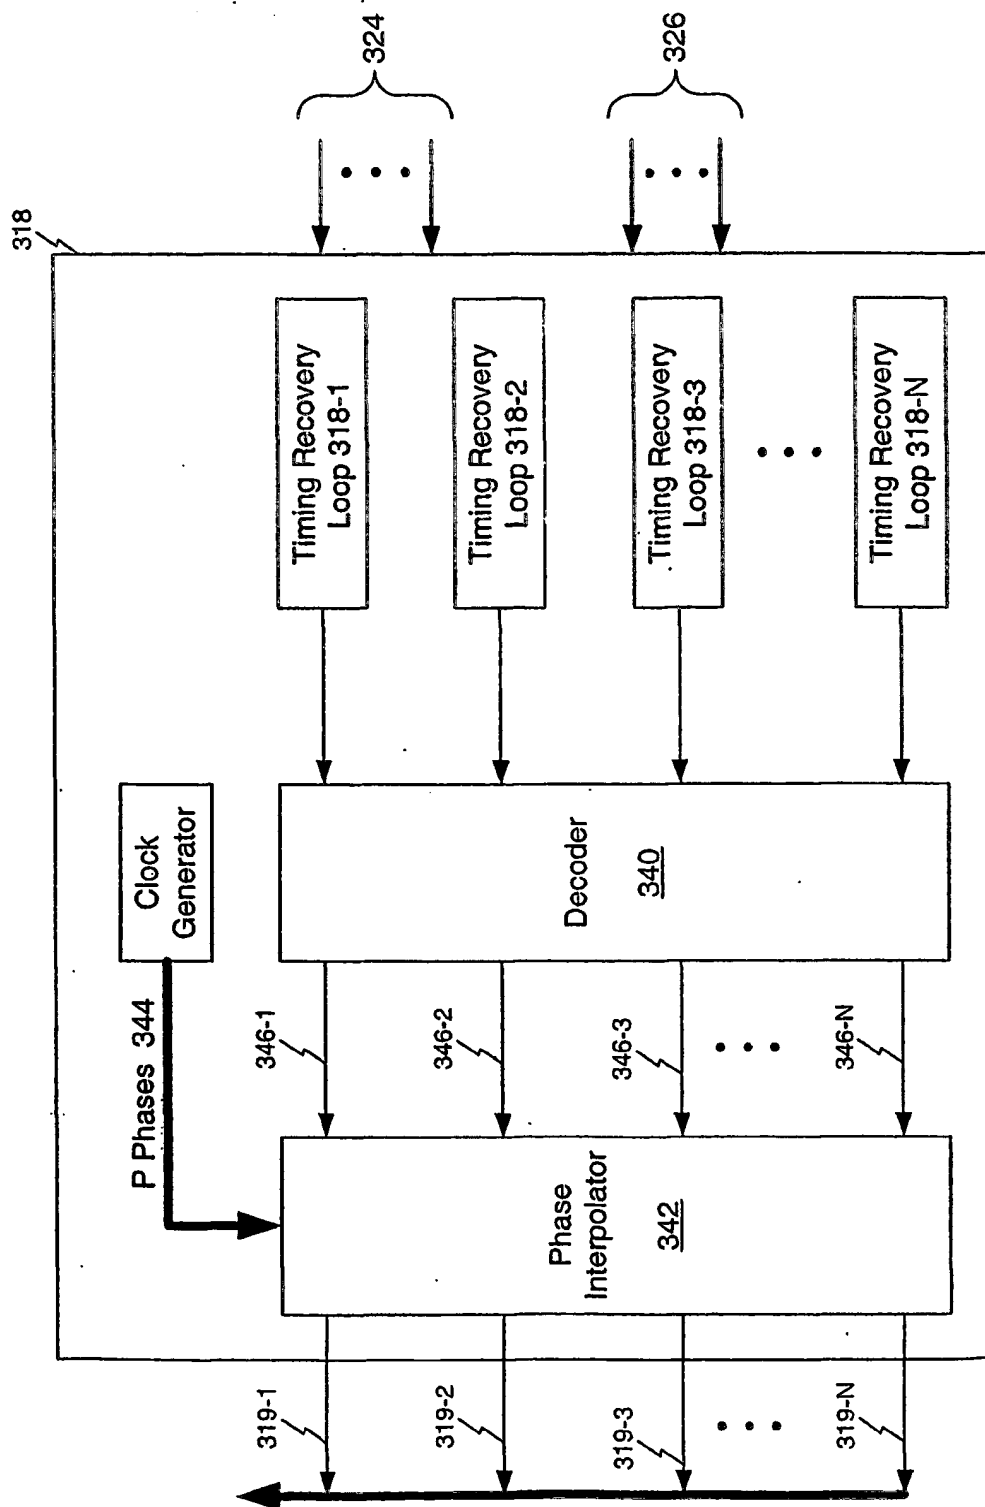 318
324
326
Timing Recovery
Loop 318-1
Timing Recovery
Loop 318-2
Timing Recovery
Loop 318-3
Timing Recovery
Loop 318-N
Clock
Generator
Decoder
340
P Phases 344
346-1
346-2
346-3
346-N
Phase
Interpolator
342
319-1
319-2
319-3
319-N